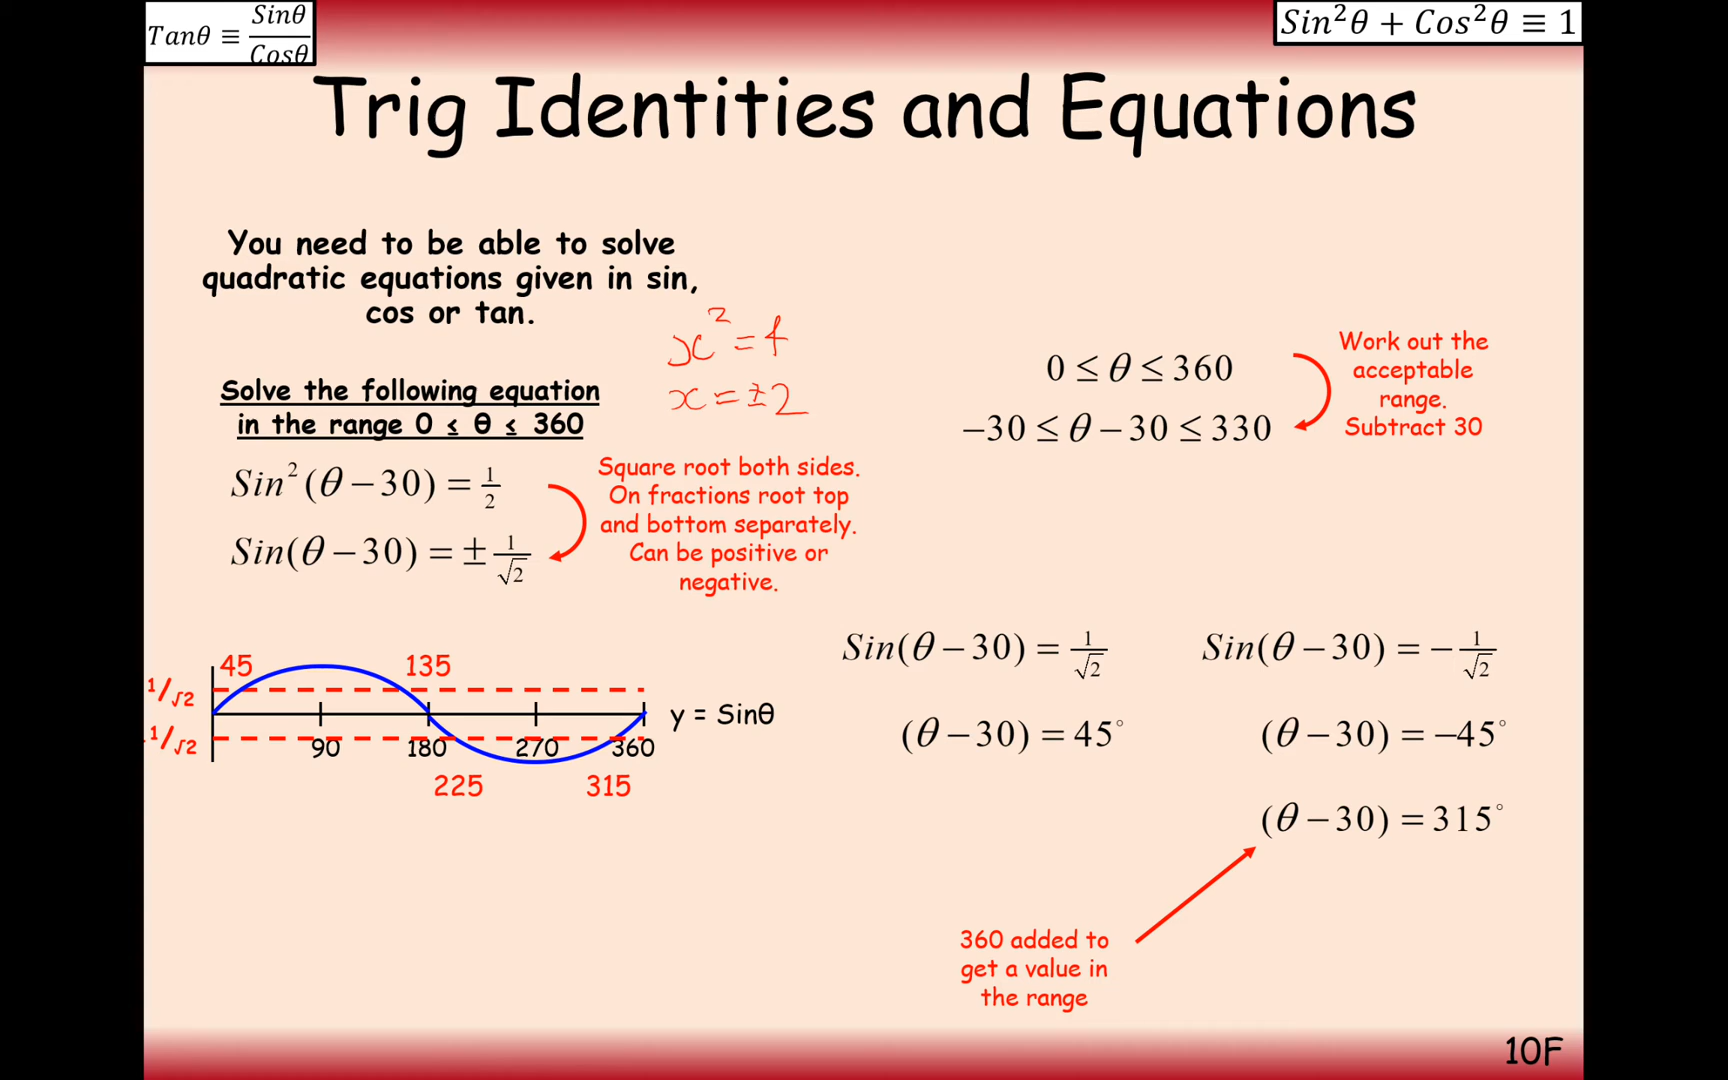 Tanθ ≡ Sinθ/Cosθ
Sin²θ + Cos²θ ≡ 1
Trig Identities and Equations
You need to be able to solve
quadratic equations given in sin,
cos or tan.
x² = 4
x = ±2
Solve the following equation
in the range 0 ≤ θ ≤ 360
Sin²(θ − 30) = 1/2
Sin(θ − 30) = ± 1/√2
Square root both sides.
On fractions root top
and bottom separately.
Can be positive or
negative.
0 ≤ θ ≤ 360
−30 ≤ θ − 30 ≤ 330
Work out the
acceptable
range.
Subtract 30
45 135
1/√2
y = Sinθ
1/√2
90 180 270 360
225 315
Sin(θ − 30) = 1/√2
(θ − 30) = 45°
Sin(θ − 30) = − 1/√2
(θ − 30) = −45°
(θ − 30) = 315°
360 added to
get a value in
the range
10F